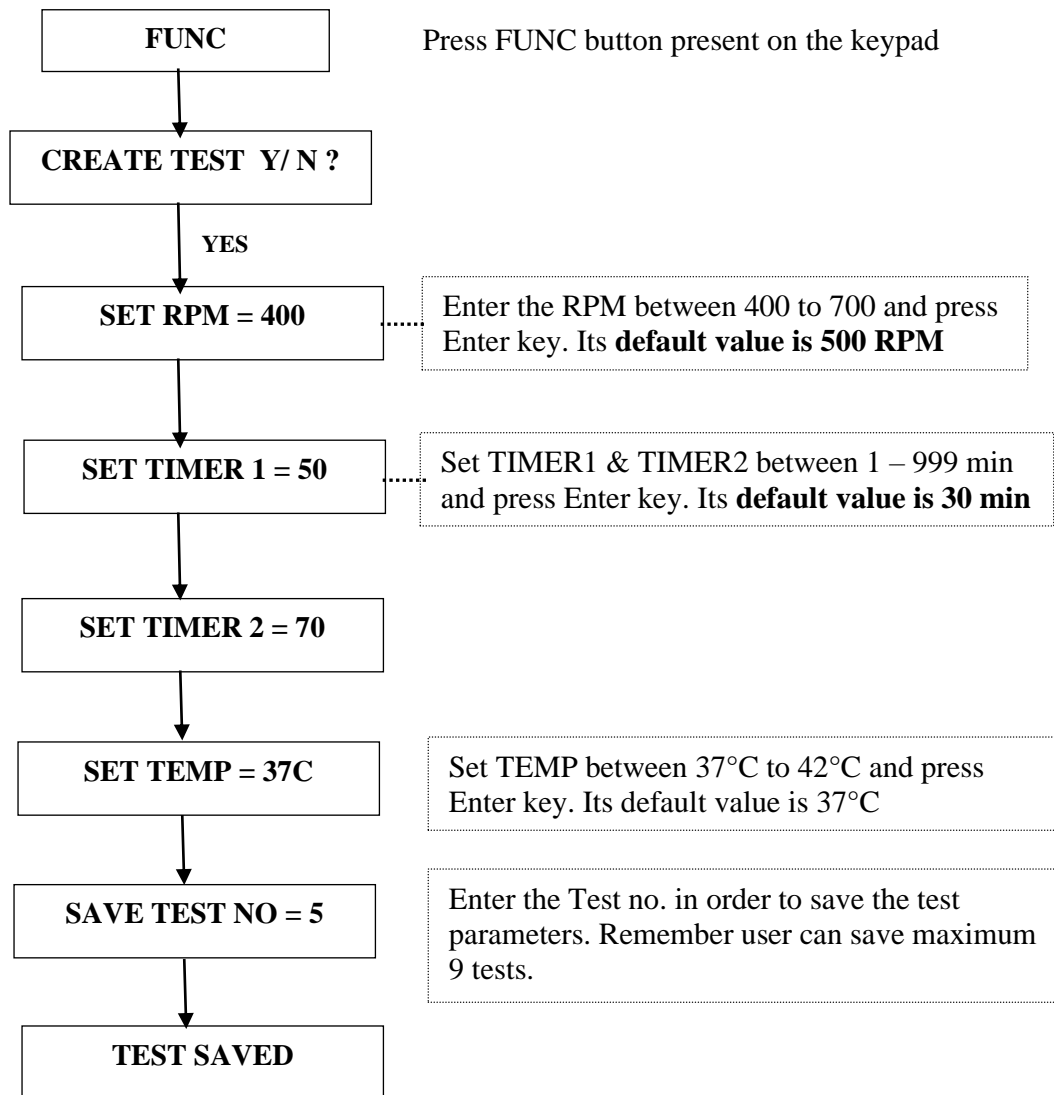 FUNC
Press FUNC button present on the keypad
CREATE TEST Y/ N ?
YES
SET RPM = 400
Enter the RPM between 400 to 700 and press
Enter key. Its default value is 500 RPM
SET TIMER 1 = 50
Set TIMER1 & TIMER2 between 1 – 999 min
and press Enter key. Its default value is 30 min
SET TIMER 2 = 70
SET TEMP = 37C
Set TEMP between 37°C to 42°C and press
Enter key. Its default value is 37°C
SAVE TEST NO = 5
Enter the Test no. in order to save the test
parameters. Remember user can save maximum
9 tests.
TEST SAVED